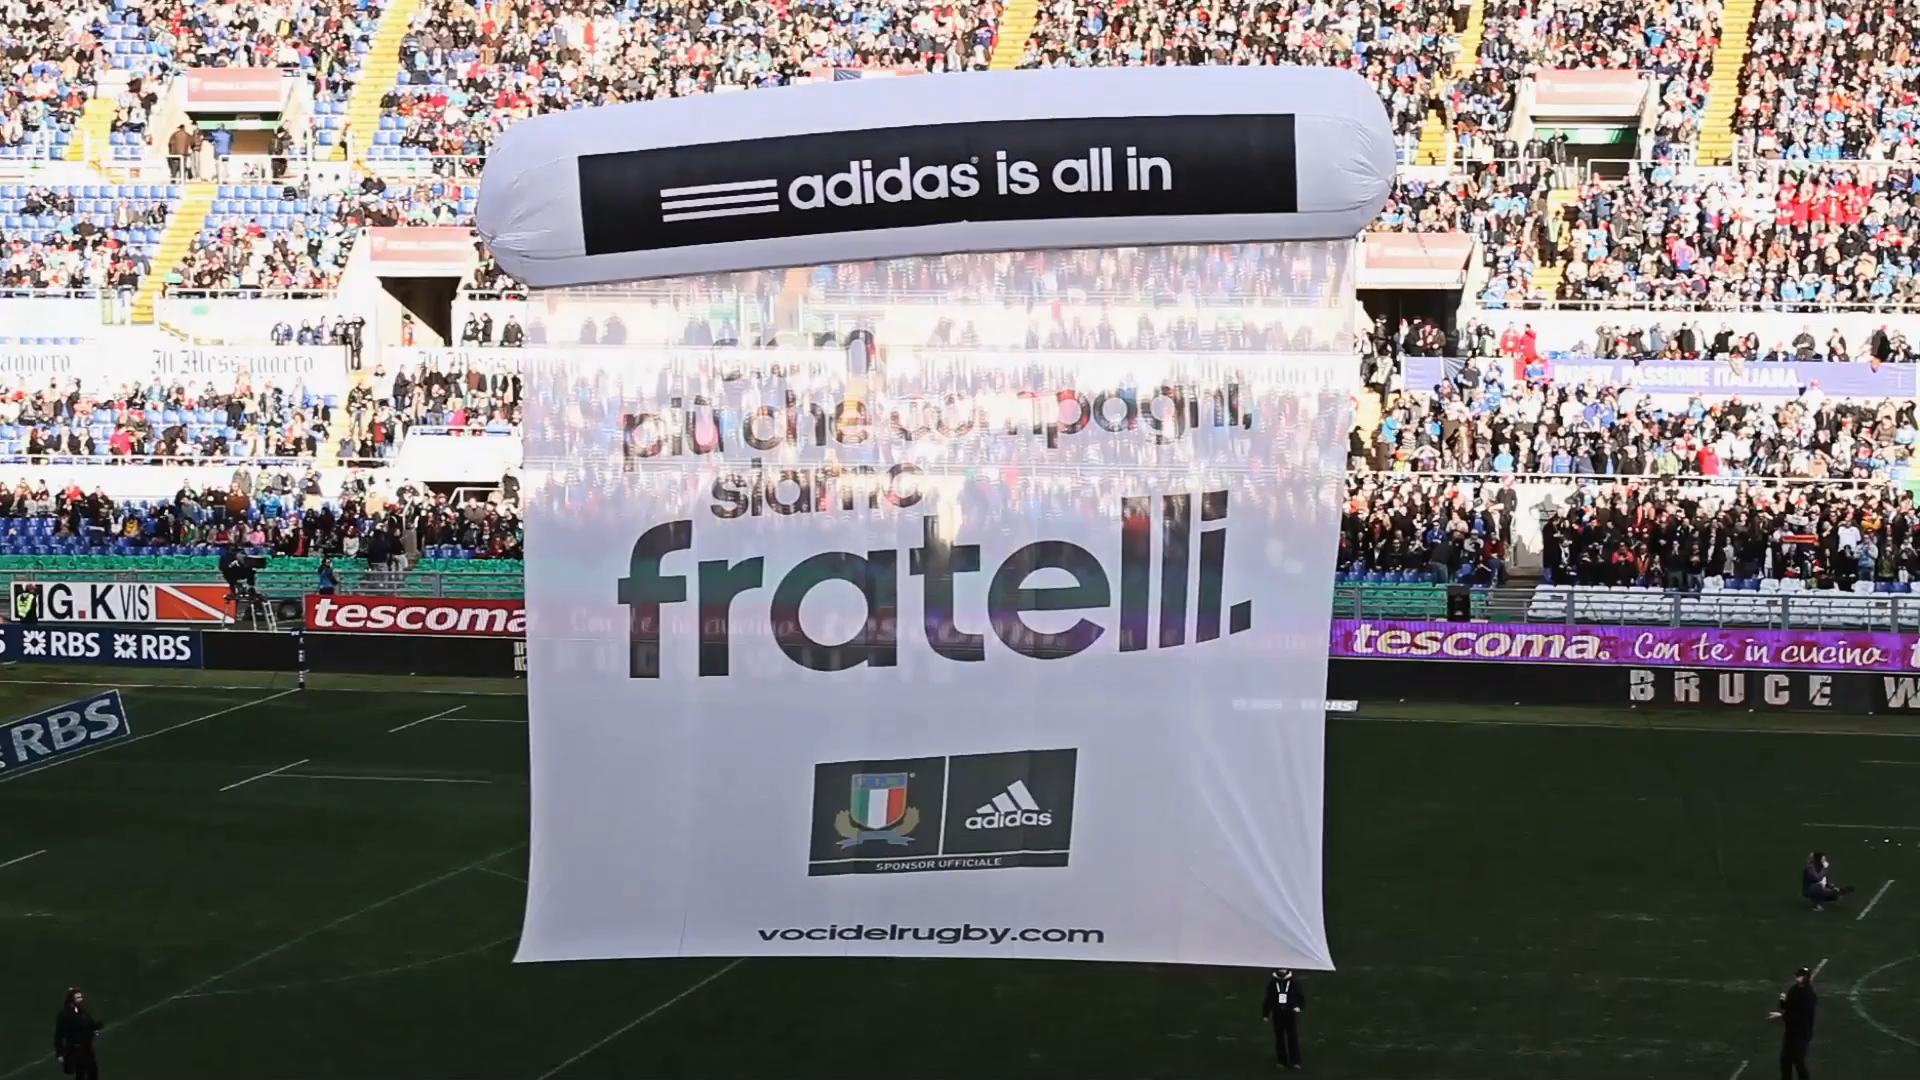 adidas is all in
più che compagni,
siamo
fratelli.
adidas
SPONSOR UFFICIALE
vocidelrugby.com
Il Messaggero
RUGBY, PASSIONE ITALIANA
IG.K VIS
tescoma
RBS RBS
RBS
tescoma. Con te in cucina
BRUCE W